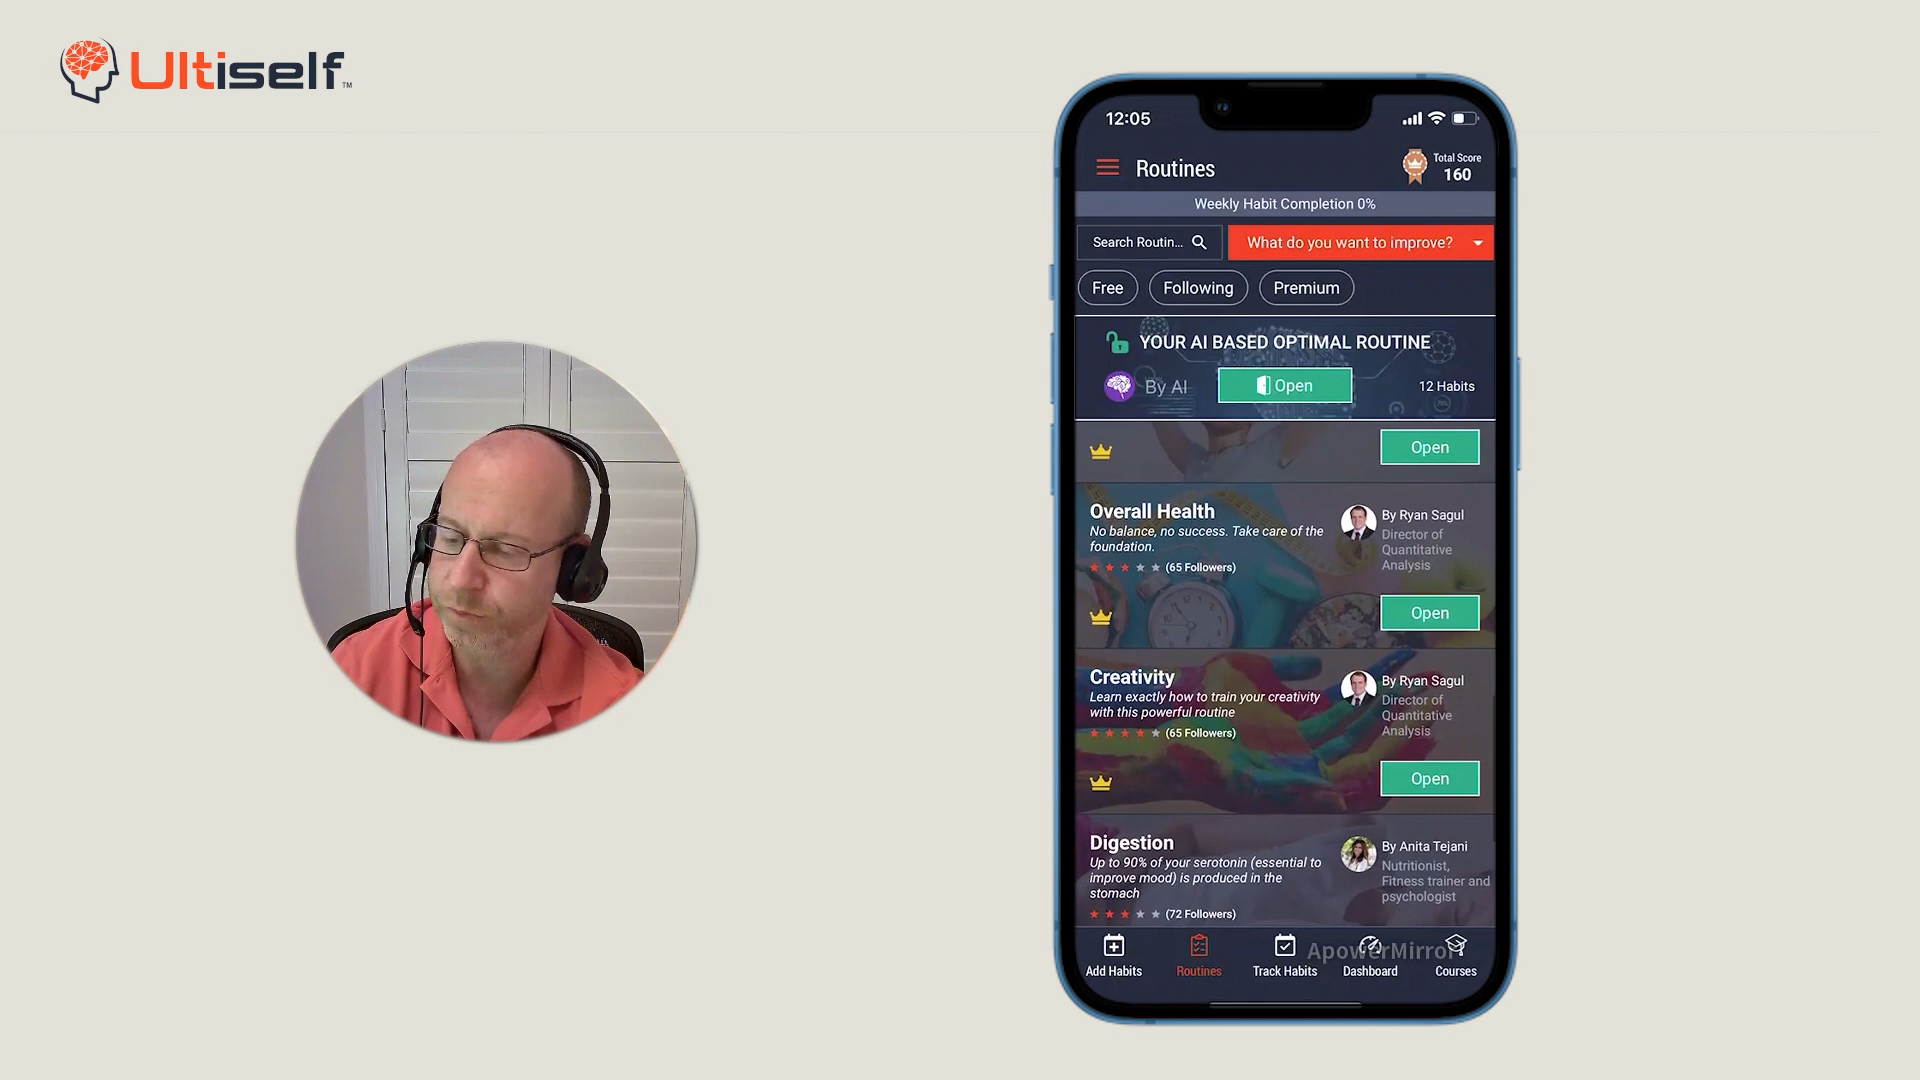 Ultiself™
12:05
Routines
Total Score
160
Weekly Habit Completion 0%
Search Routin...
What do you want to improve?
Free
Following
Premium
YOUR AI BASED OPTIMAL ROUTINE
By AI
Open
12 Habits
Open
Overall Health
No balance, no success. Take care of the
foundation.
(65 Followers)
By Ryan Sagul
Director of
Quantitative
Analysis
Open
Creativity
Learn exactly how to train your creativity
with this powerful routine
(65 Followers)
By Ryan Sagul
Director of
Quantitative
Analysis
Open
Digestion
Up to 90% of your serotonin (essential to
improve mood) is produced in the
stomach
(72 Followers)
By Anita Tejani
Nutritionist,
Fitness trainer and
psychologist
ApowerMirror
Add Habits
Routines
Track Habits
Dashboard
Courses